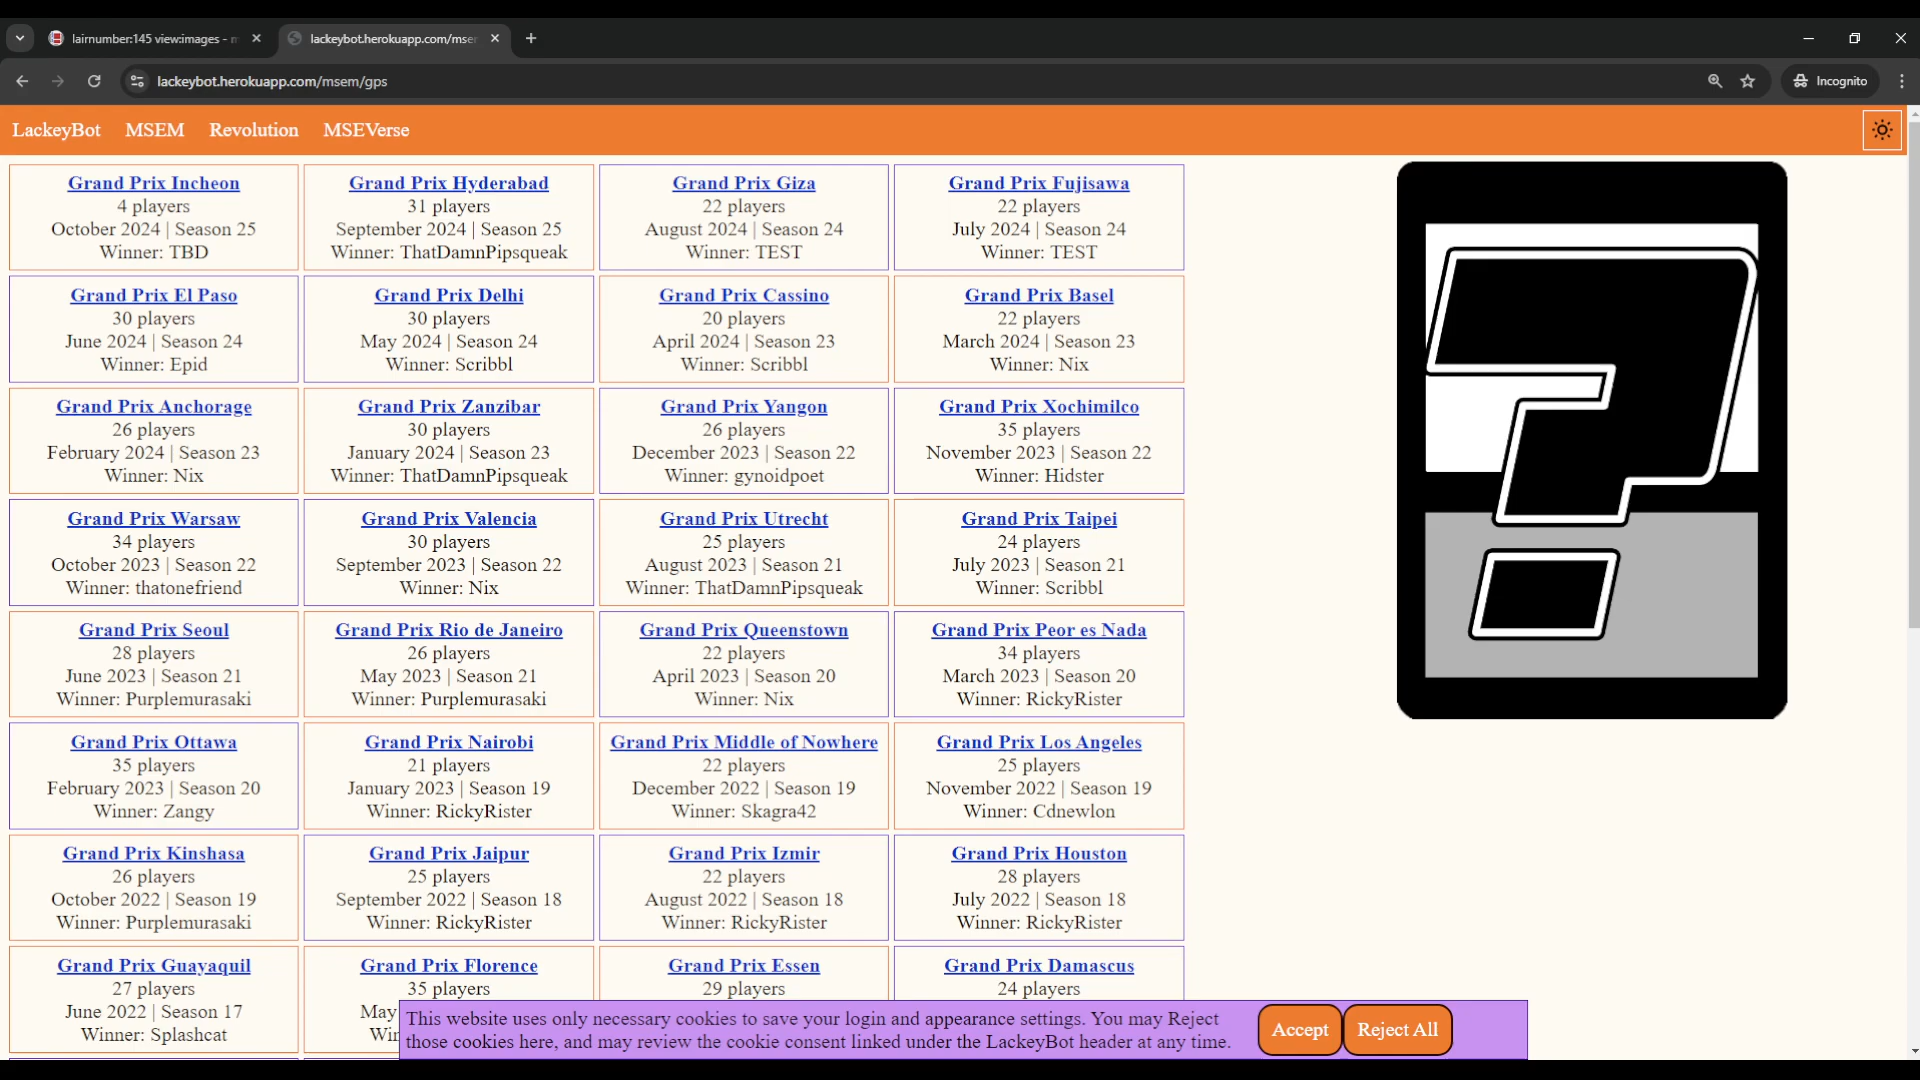 lairnumber:145 view:images - m
lackeybot.herokuapp.com/mse
lackeybot.herokuapp.com/msem/gps
Incognito
LackeyBot MSEM Revolution MSEVerse
Grand Prix Incheon
4 players
October 2024 | Season 25
Winner: TBD
Grand Prix Hyderabad
31 players
September 2024 | Season 25
Winner: ThatDamnPipsqueak
Grand Prix Giza
22 players
August 2024 | Season 24
Winner: TEST
Grand Prix Fujisawa
22 players
July 2024 | Season 24
Winner: TEST
Grand Prix El Paso
30 players
June 2024 | Season 24
Winner: Epid
Grand Prix Delhi
30 players
May 2024 | Season 24
Winner: Scribbl
Grand Prix Cassino
20 players
April 2024 | Season 23
Winner: Scribbl
Grand Prix Basel
22 players
March 2024 | Season 23
Winner: Nix
Grand Prix Anchorage
26 players
February 2024 | Season 23
Winner: Nix
Grand Prix Zanzibar
30 players
January 2024 | Season 23
Winner: ThatDamnPipsqueak
Grand Prix Yangon
26 players
December 2023 | Season 22
Winner: gynoidpoet
Grand Prix Xochimilco
35 players
November 2023 | Season 22
Winner: Hidster
Grand Prix Warsaw
34 players
October 2023 | Season 22
Winner: thatonefriend
Grand Prix Valencia
30 players
September 2023 | Season 22
Winner: Nix
Grand Prix Utrecht
25 players
August 2023 | Season 21
Winner: ThatDamnPipsqueak
Grand Prix Taipei
24 players
July 2023 | Season 21
Winner: Scribbl
Grand Prix Seoul
28 players
June 2023 | Season 21
Winner: Purplemurasaki
Grand Prix Rio de Janeiro
26 players
May 2023 | Season 21
Winner: Purplemurasaki
Grand Prix Queenstown
22 players
April 2023 | Season 20
Winner: Nix
Grand Prix Peor es Nada
34 players
March 2023 | Season 20
Winner: RickyRister
Grand Prix Ottawa
35 players
February 2023 | Season 20
Winner: Zangy
Grand Prix Nairobi
21 players
January 2023 | Season 19
Winner: RickyRister
Grand Prix Middle of Nowhere
22 players
December 2022 | Season 19
Winner: Skagra42
Grand Prix Los Angeles
25 players
November 2022 | Season 19
Winner: Cdnewlon
Grand Prix Kinshasa
26 players
October 2022 | Season 19
Winner: Purplemurasaki
Grand Prix Jaipur
25 players
September 2022 | Season 18
Winner: RickyRister
Grand Prix Izmir
22 players
August 2022 | Season 18
Winner: RickyRister
Grand Prix Houston
28 players
July 2022 | Season 18
Winner: RickyRister
Grand Prix Guayaquil
27 players
June 2022 | Season 17
Winner: Splashcat
Grand Prix Florence
35 players
May
Win
Grand Prix Essen
29 players
Grand Prix Damascus
24 players
This website uses only necessary cookies to save your login and appearance settings. You may Reject
those cookies here, and may review the cookie consent linked under the LackeyBot header at any time.
Accept
Reject All
?